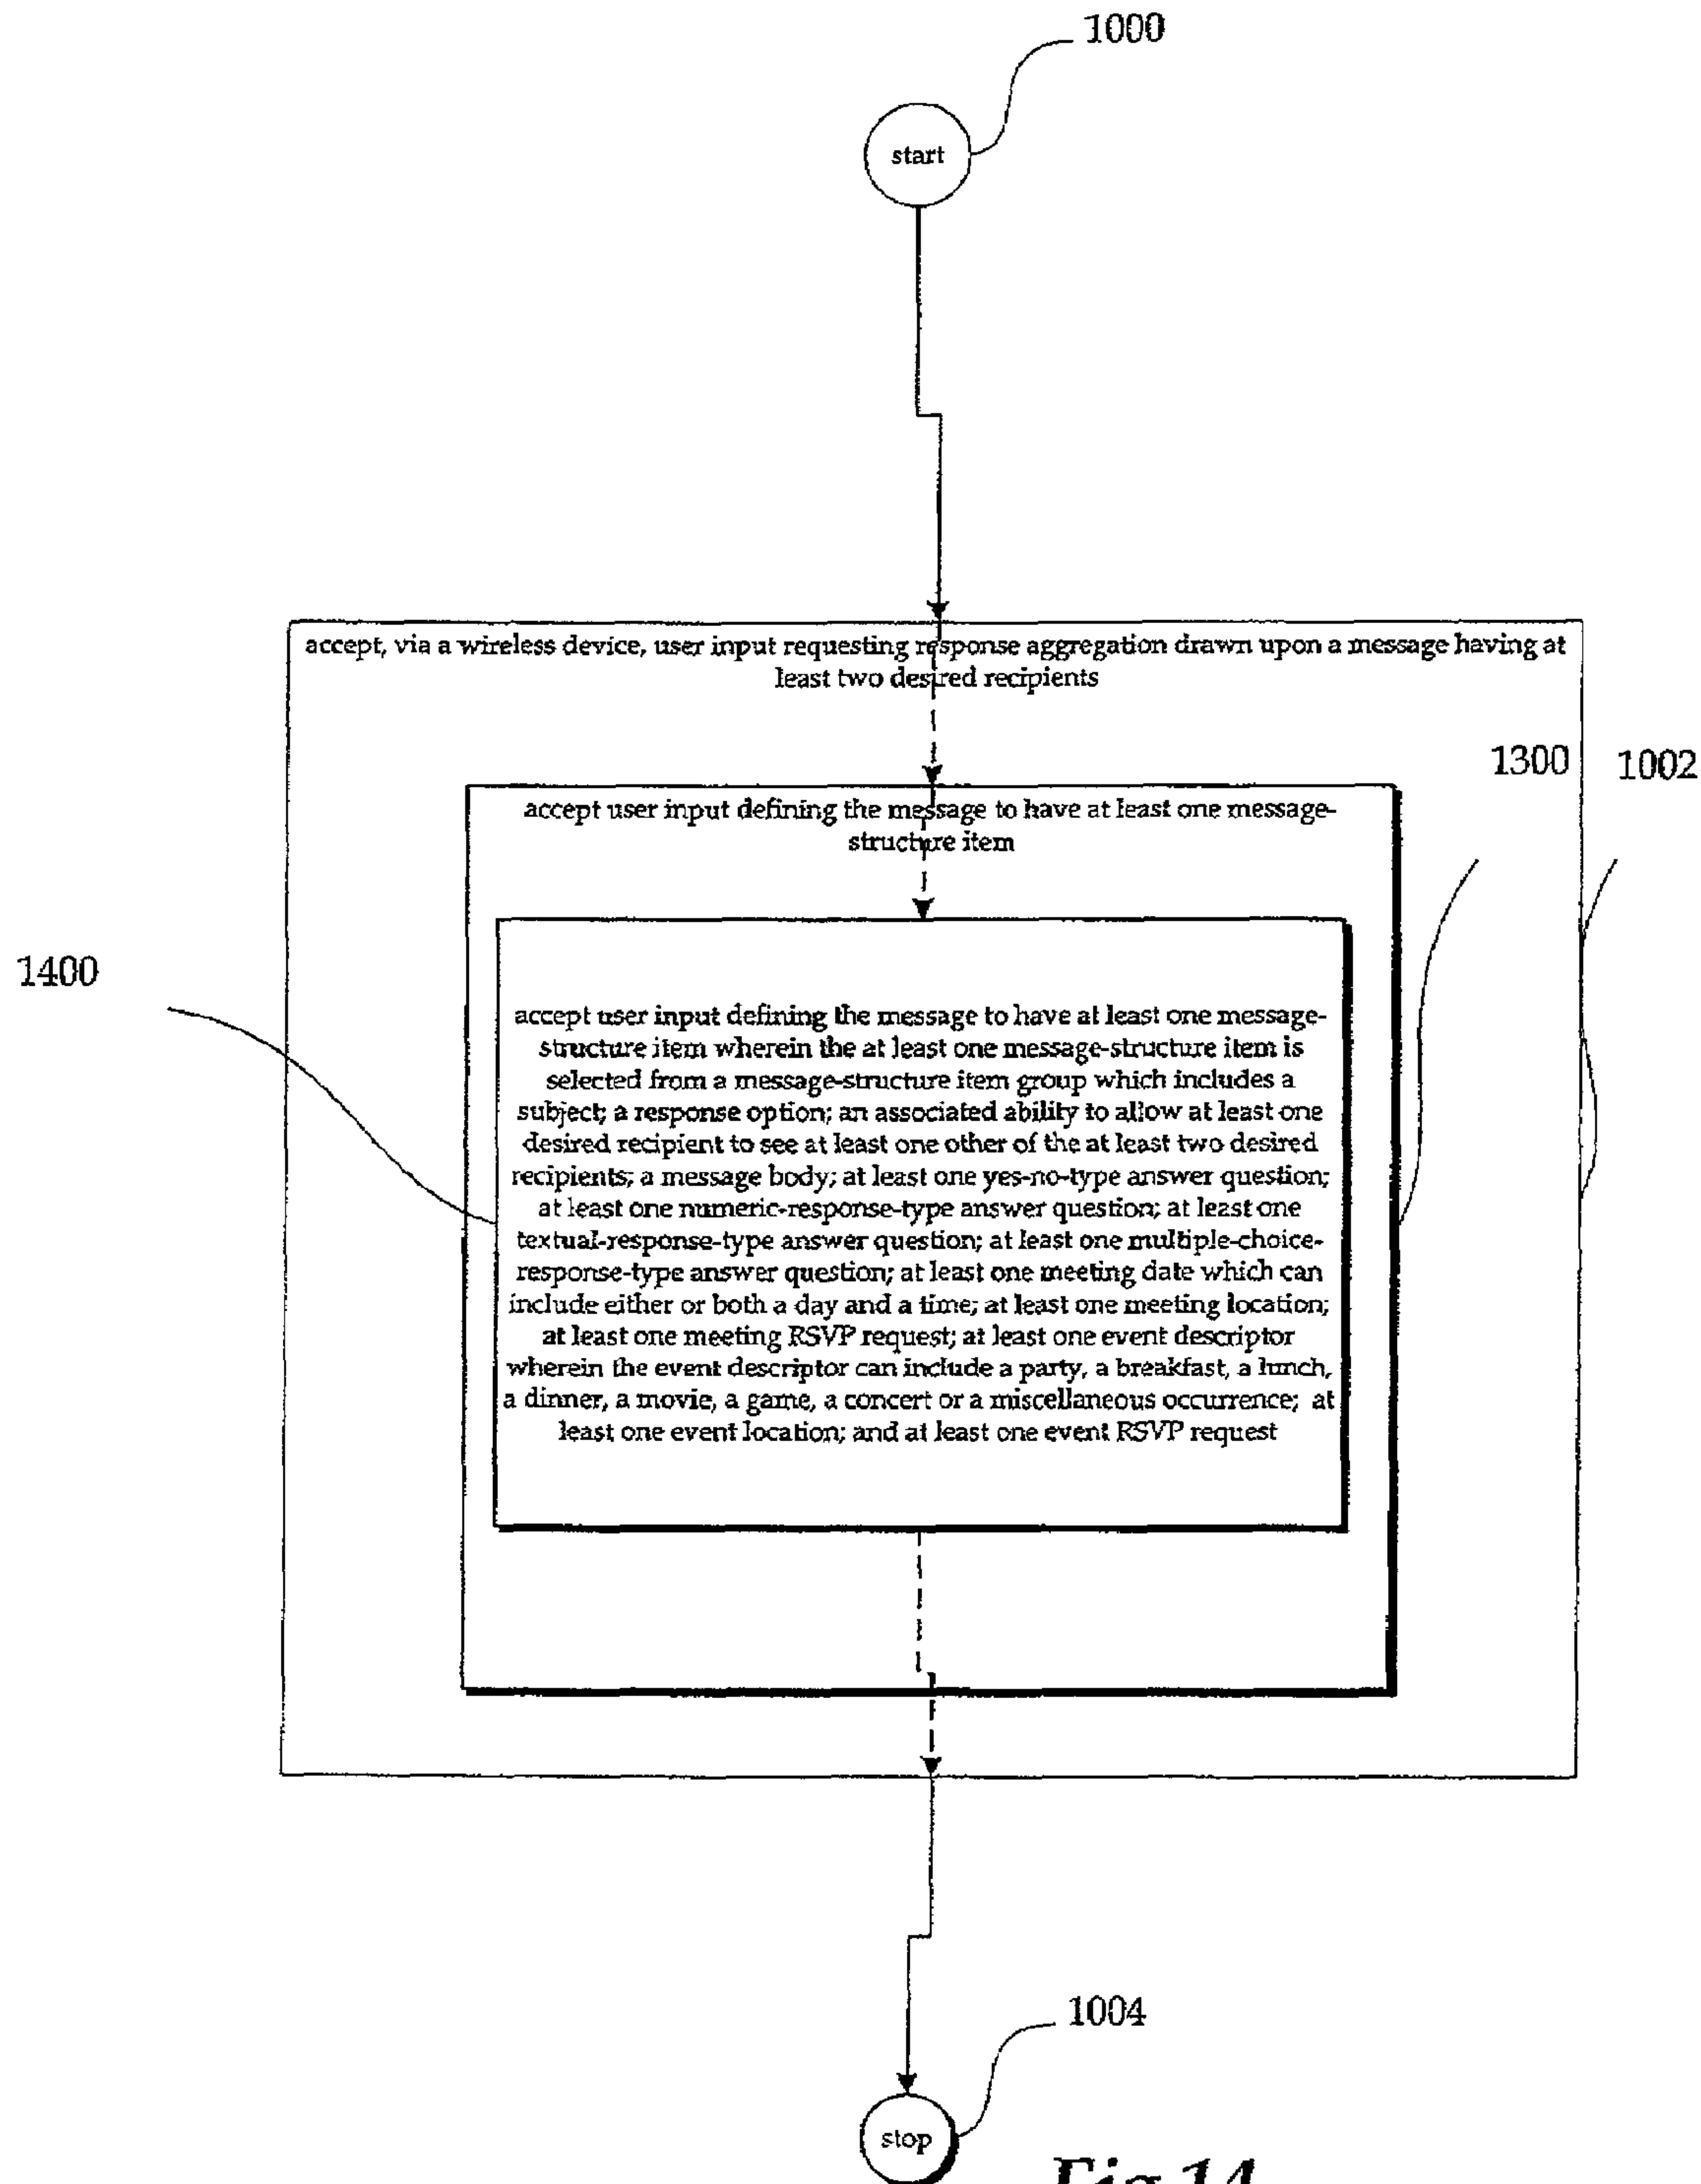 1000
start
accept, via a wireless device, user input requesting response aggregation drawn upon a message having at
least two desired recipients
1300
1002
accept user input defining the message to have at least one message-
structure item
1400
accept user input defining the message to have at least one message-
structure item wherein the at least one message-structure item is
selected from a message-structure item group which includes a
subject; a response option; an associated ability to allow at least one
desired recipient to see at least one other of the at least two desired
recipients; a message body; at least one yes-no-type answer question;
at least one numeric-response-type answer question; at least one
textual-response-type answer question; at least one multiple-choice-
response-type answer question; at least one meeting date which can
include either or both a day and a time; at least one meeting location;
at least one meeting RSVP request; at least one event descriptor
wherein the event descriptor can include a party, a breakfast, a lunch,
a dinner, a movie, a game, a concert or a miscellaneous occurrence; at
least one event location; and at least one event RSVP request
1004
stop
Fig 14